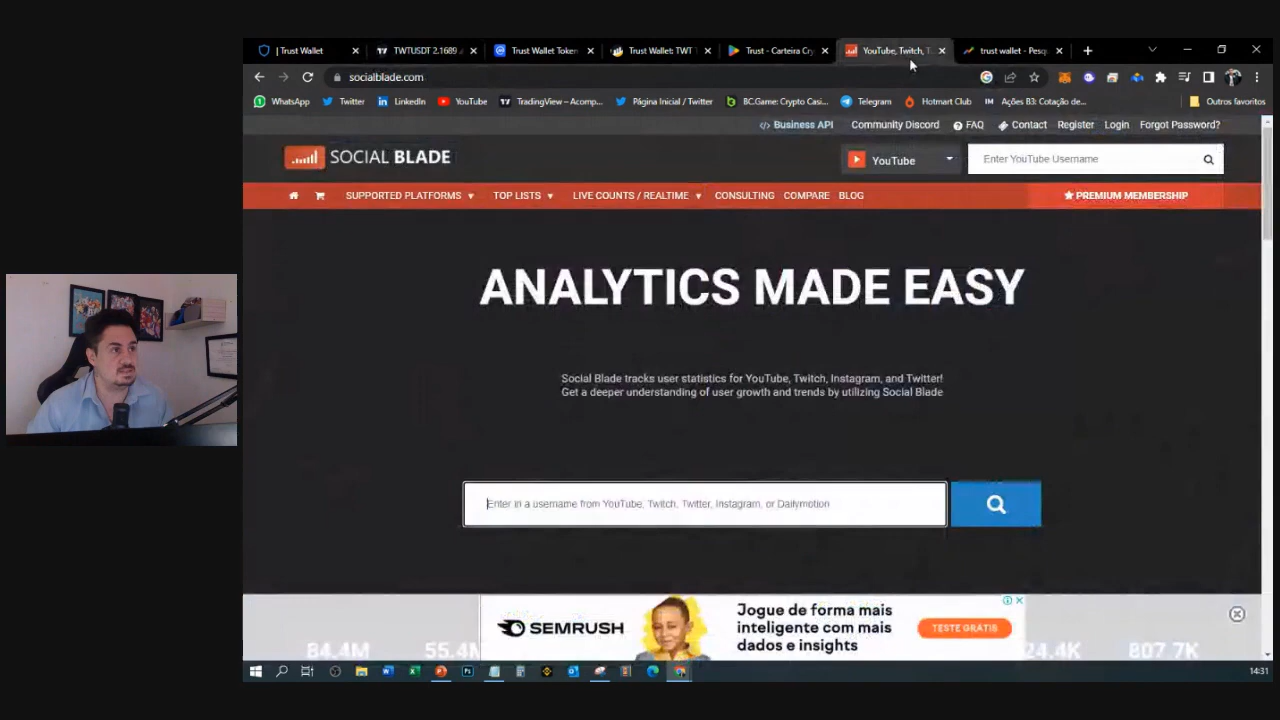 | Trust Wallet
TWTUSDT 2.1689
Trust Wallet Token
Trust Wallet: TWT
Trust - Carteira Cry
YouTube, Twitch, T
trust wallet - Pesq
socialblade.com
WhatsApp
Twitter
LinkedIn
YouTube
TradingView – Acomp...
Página Inicial / Twitter
BC.Game: Crypto Casi...
Telegram
Hotmart Club
IM
Ações B3: Cotação de...
Outros favoritos
</> Business API
Community Discord
FAQ
Contact
Register
Login
Forgot Password?
SOCIAL BLADE
YouTube
Enter YouTube Username
SUPPORTED PLATFORMS
TOP LISTS
LIVE COUNTS / REALTIME
CONSULTING
COMPARE
BLOG
PREMIUM MEMBERSHIP
ANALYTICS MADE EASY
Social Blade tracks user statistics for YouTube, Twitch, Instagram, and Twitter!
Get a deeper understanding of user growth and trends by utilizing Social Blade
Enter in a username from YouTube, Twitch, Twitter, Instagram, or Dailymotion
SEMRUSH
Jogue de forma mais
inteligente com mais
dados e insights
TESTE GRÁTIS
84.4M
55.4M
24.4K
807.7K
14:31